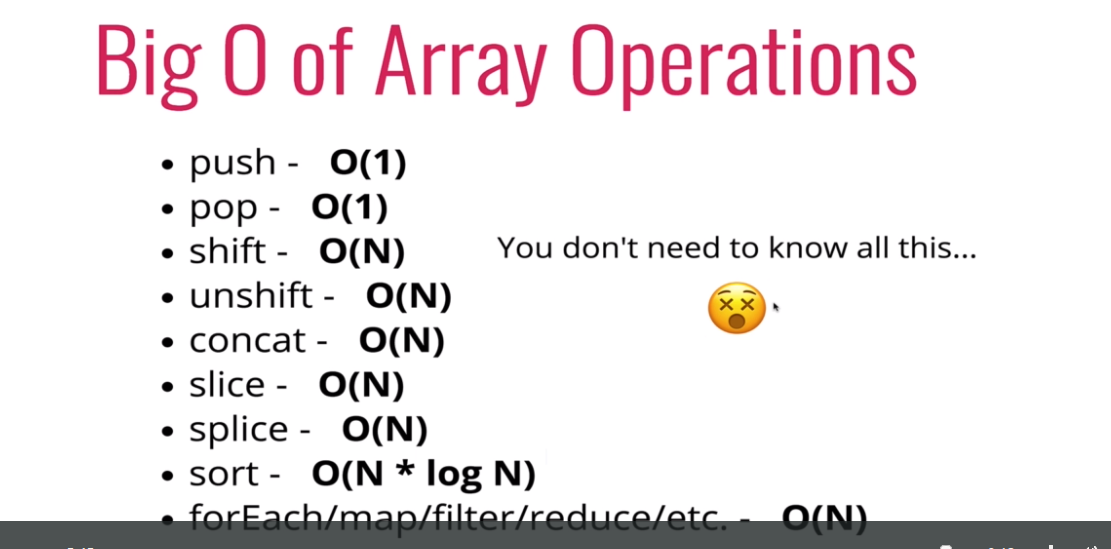 Big O of Array Operations
• push - O(1)
• pop - O(1)
• shift - O(N)
• unshift - O(N)
• concat - O(N)
• slice - O(N)
• splice - O(N)
• sort - O(N * log N)
• forEach/map/filter/reduce/etc. - O(N)
You don't need to know all this...